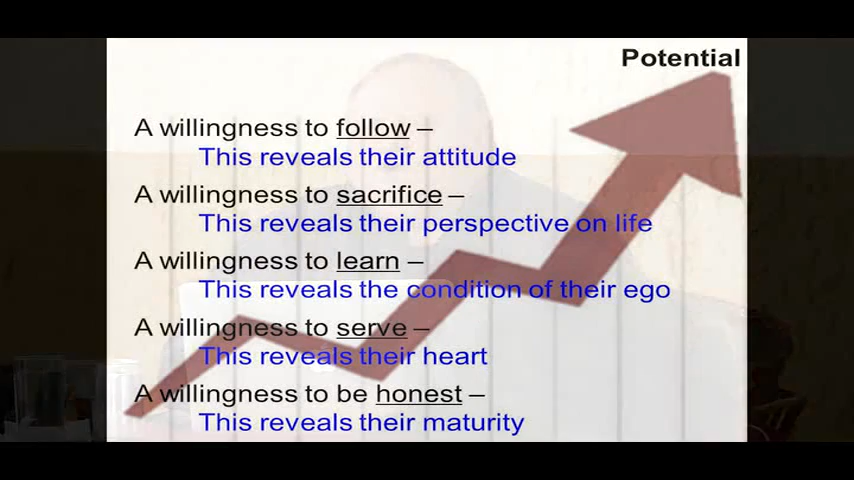 Potential
A willingness to follow –
This reveals their attitude
A willingness to sacrifice –
This reveals their perspective on life
A willingness to learn –
This reveals the condition of their ego
A willingness to serve –
This reveals their heart
A willingness to be honest –
This reveals their maturity